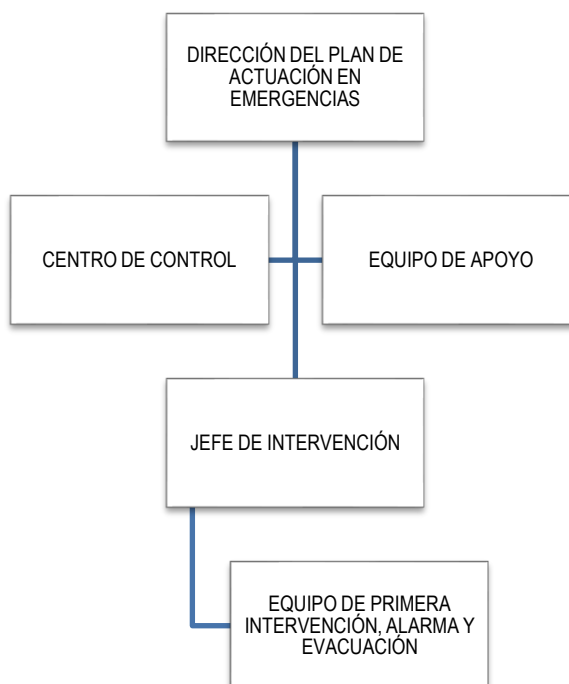 DIRECCIÓN DEL PLAN DE
ACTUACIÓN EN
EMERGENCIAS
CENTRO DE CONTROL
EQUIPO DE APOYO
JEFE DE INTERVENCIÓN
EQUIPO DE PRIMERA
INTERVENCIÓN, ALARMA Y
EVACUACIÓN